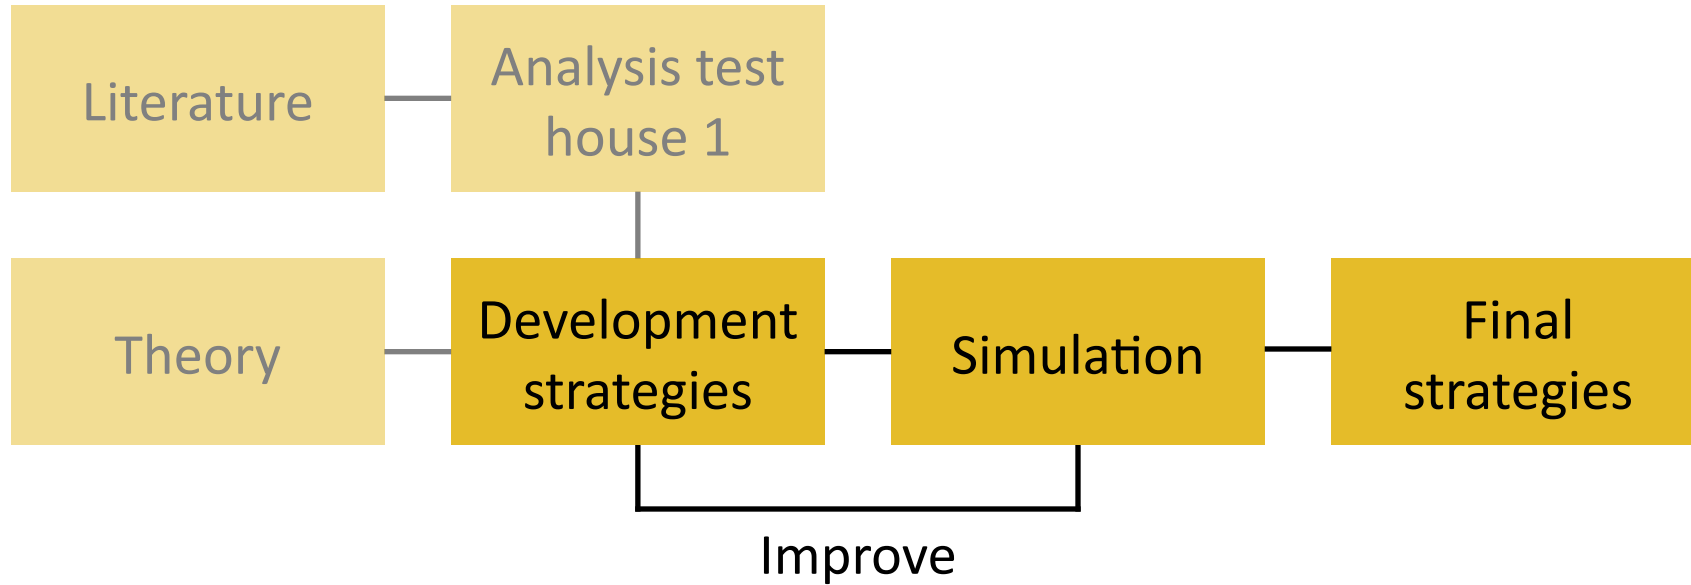 Literature
Analysis test
house 1
Theory
Development
strategies
Simulation
Final
strategies
Improve